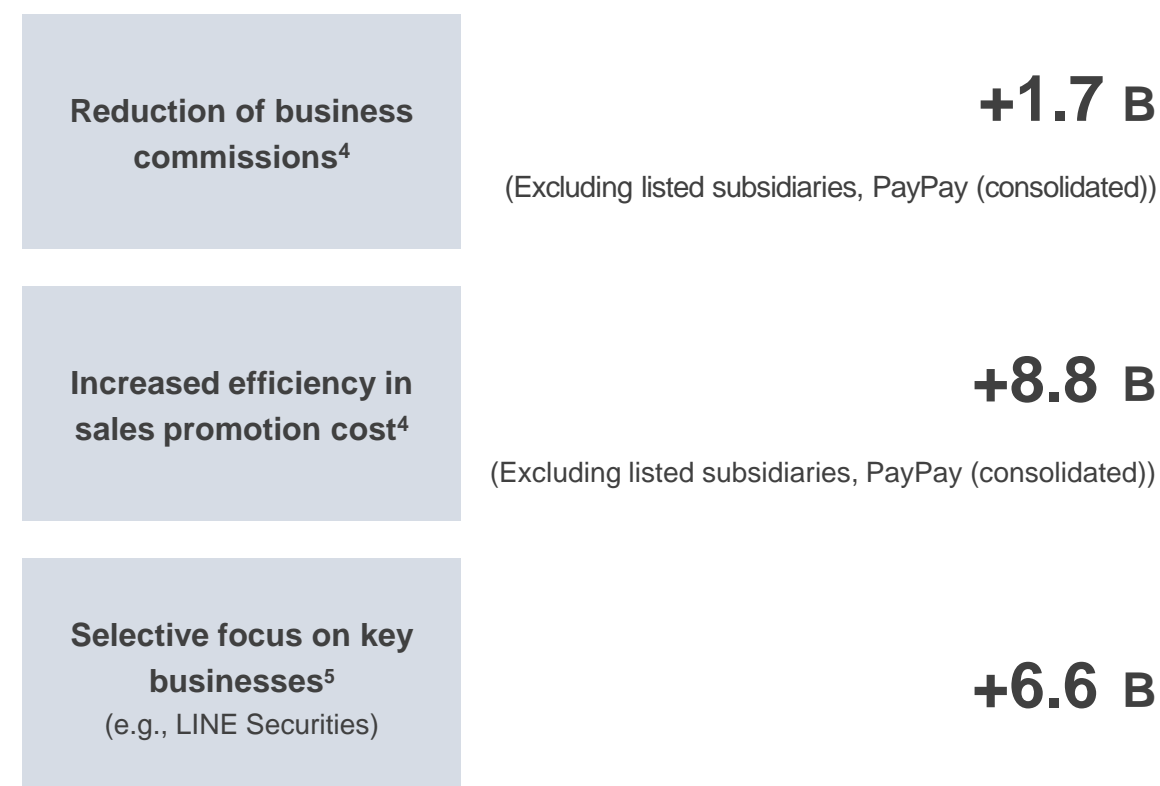 Reduction of business
commissions⁴
+1.7 B
(Excluding listed subsidiaries, PayPay (consolidated))
Increased efficiency in
sales promotion cost⁴
+8.8 B
(Excluding listed subsidiaries, PayPay (consolidated))
Selective focus on key
businesses⁵
(e.g., LINE Securities)
+6.6 B